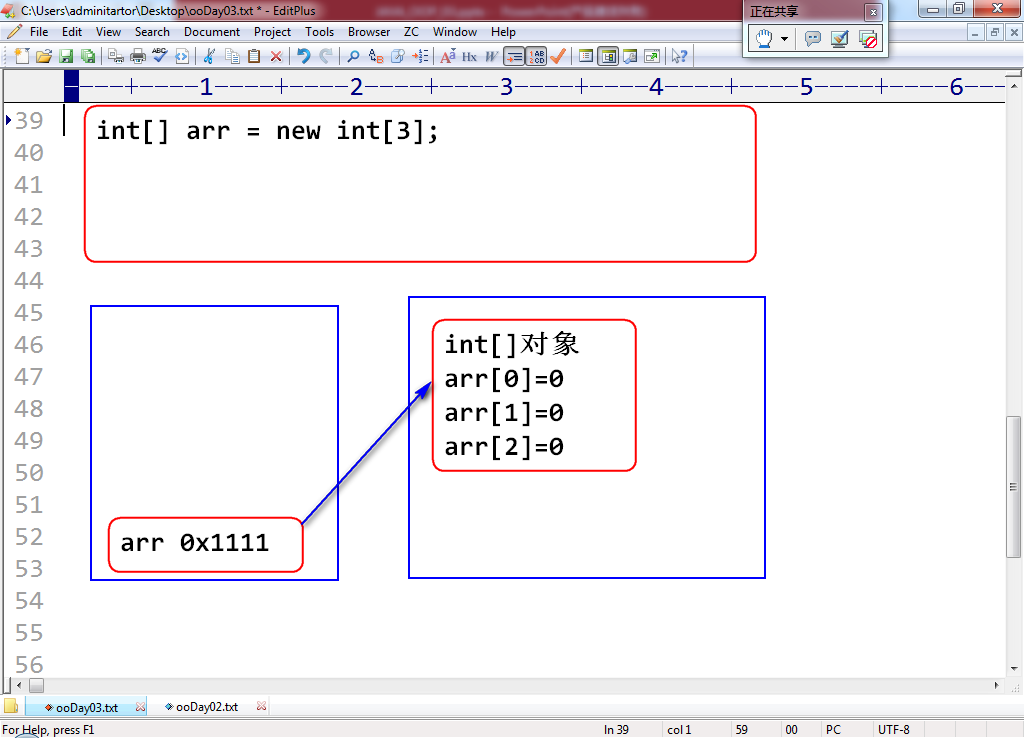 C:\Users\adminitartor\Desktop\ooDay03.txt * - EditPlus
正在共享
File Edit View Search Document Project Tools Browser ZC Window Help
1 2 3 4 5 6
39
int[] arr = new int[3];
40
41
42
43
44
45
46
int[]对象
47
arr[0]=0
48
arr[1]=0
49
arr[2]=0
50
51
52
arr 0x1111
53
54
55
56
ooDay03.txt ooDay02.txt
For Help, press F1 ln 39 col 1 59 00 PC UTF-8